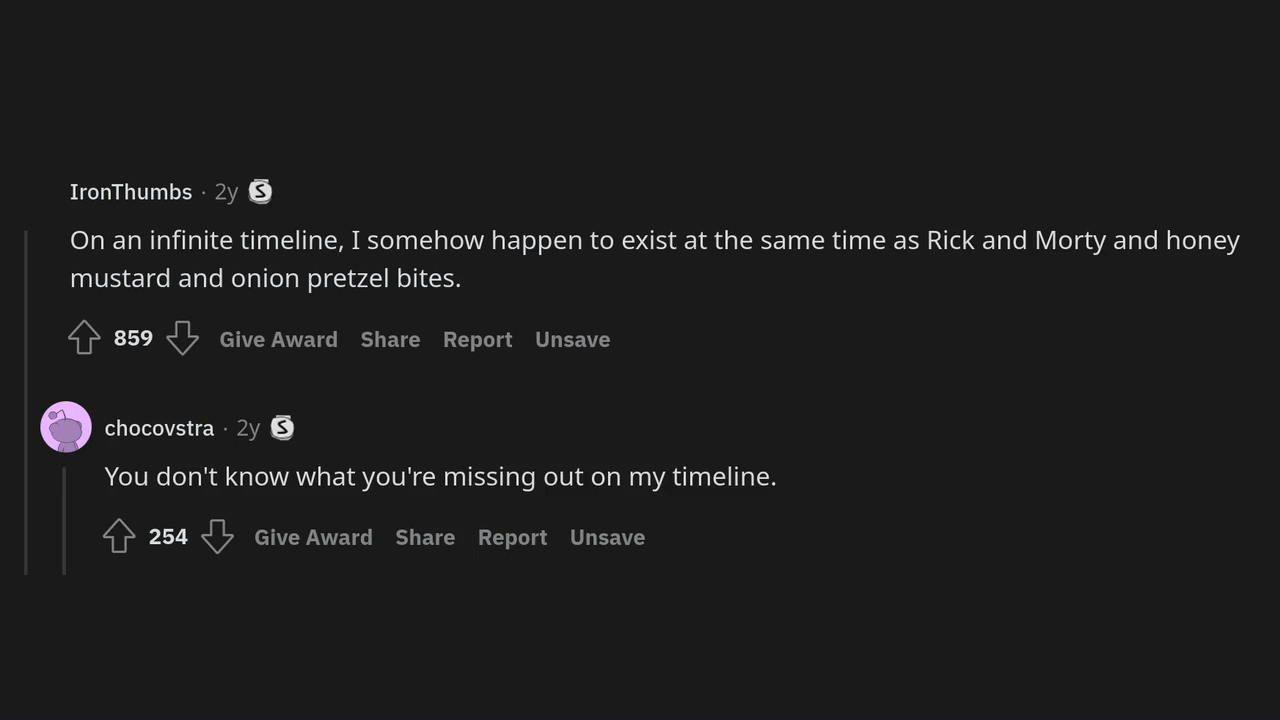 IronThumbs · 2y
On an infinite timeline, I somehow happen to exist at the same time as Rick and Morty and honey
mustard and onion pretzel bites.
859 Give Award Share Report Unsave
chocovstra · 2y
You don't know what you're missing out on my timeline.
254 Give Award Share Report Unsave